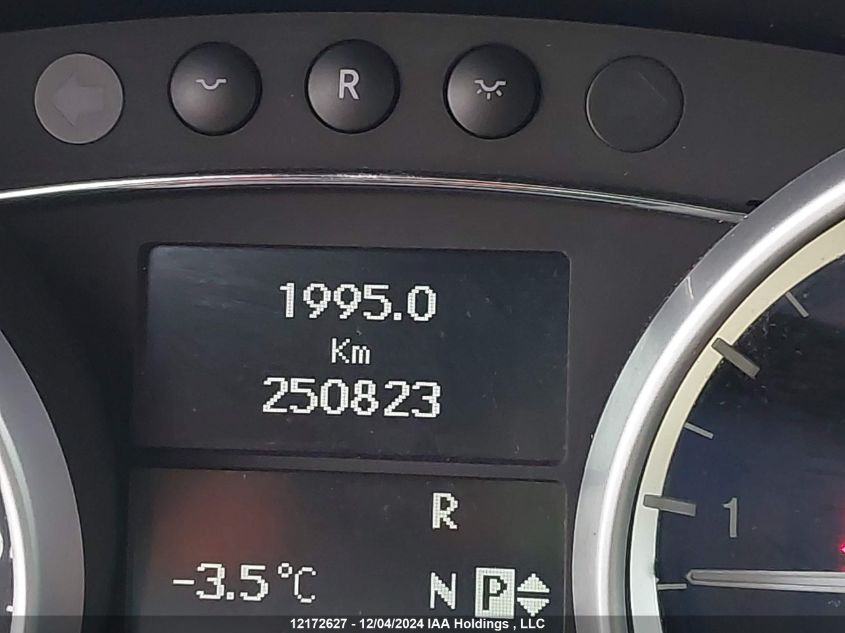 R
1995.0
Km
250823
R
-3.5°C N P
1
12172627 - 12/04/2024 IAA Holdings , LLC